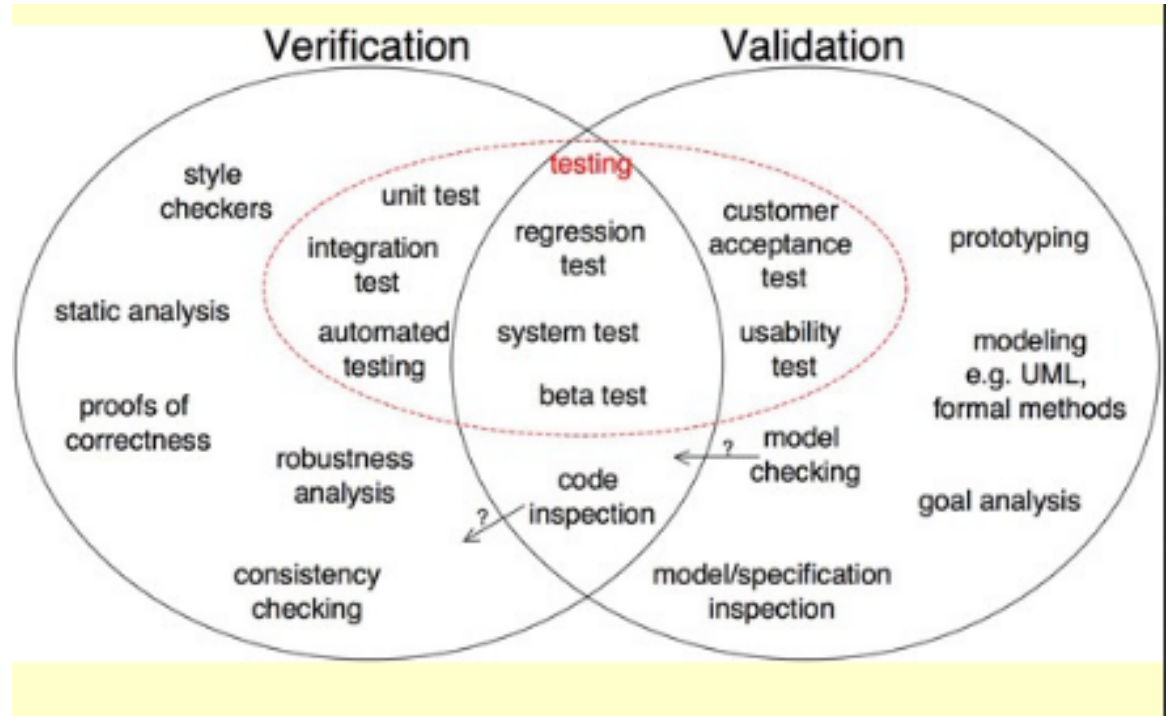 Verification
Validation
testing
style
checkers
unit test
regression
test
customer
acceptance
test
prototyping
integration
test
static analysis
automated
testing
system test
usability
test
modeling
e.g. UML,
formal methods
beta test
proofs of
correctness
robustness
analysis
code
inspection
?
?
model
checking
goal analysis
consistency
checking
model/specification
inspection